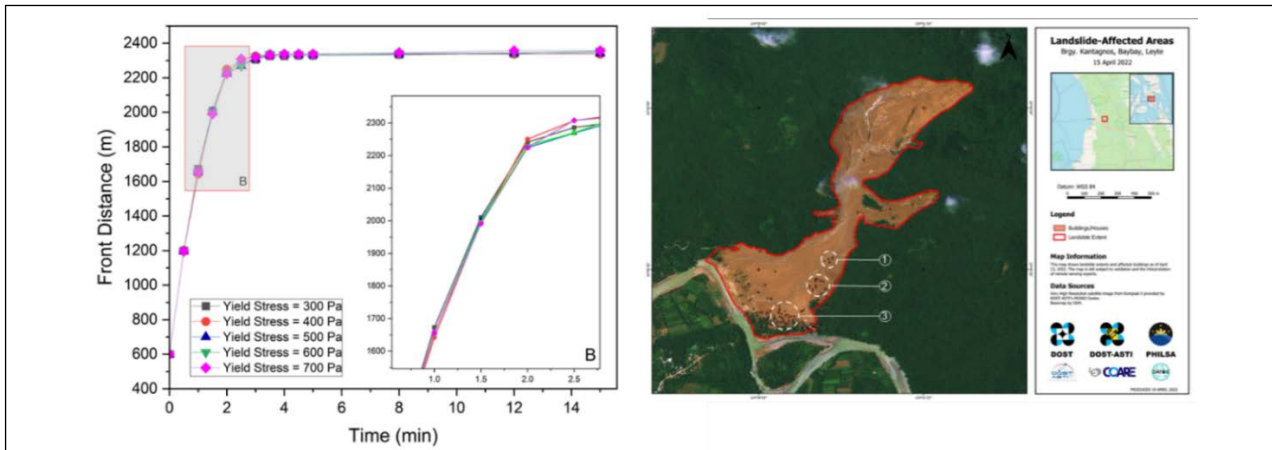 2400
2200
2000
1800
1600
1400
1200
1000
800
600
400
0
2
4
6
8
10
12
14
Front Distance (m)
Time (min)
B
Yield Stress = 300 Pa
Yield Stress = 400 Pa
Yield Stress = 500 Pa
Yield Stress = 600 Pa
Yield Stress = 700 Pa
2300
2200
2100
2000
1900
1800
1700
1600
1.0
1.5
2.0
2.5
B
1
2
3
Landslide-Affected Areas
Brgy. Kantagnos, Baybay, Leyte
15 April 2022
Datum: WGS 84
Legend
Buildings/Houses
Landslide Extent
Map Information
Data Sources
DOST
DOST-ASTI
PHILSA
COARE